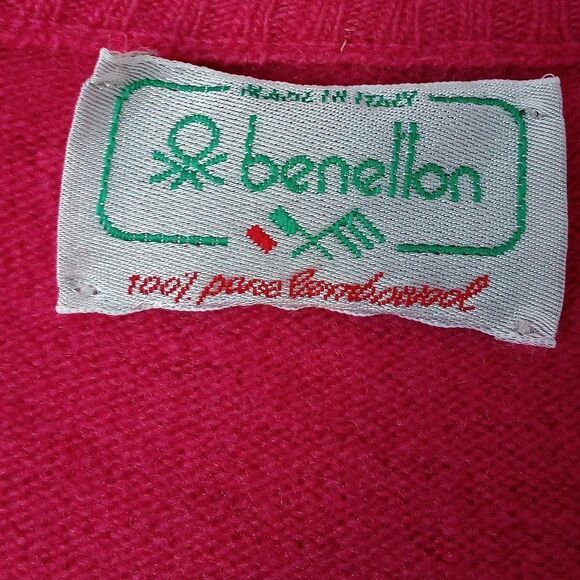 MADE IN ITALY
benetton
100% pure lambswool